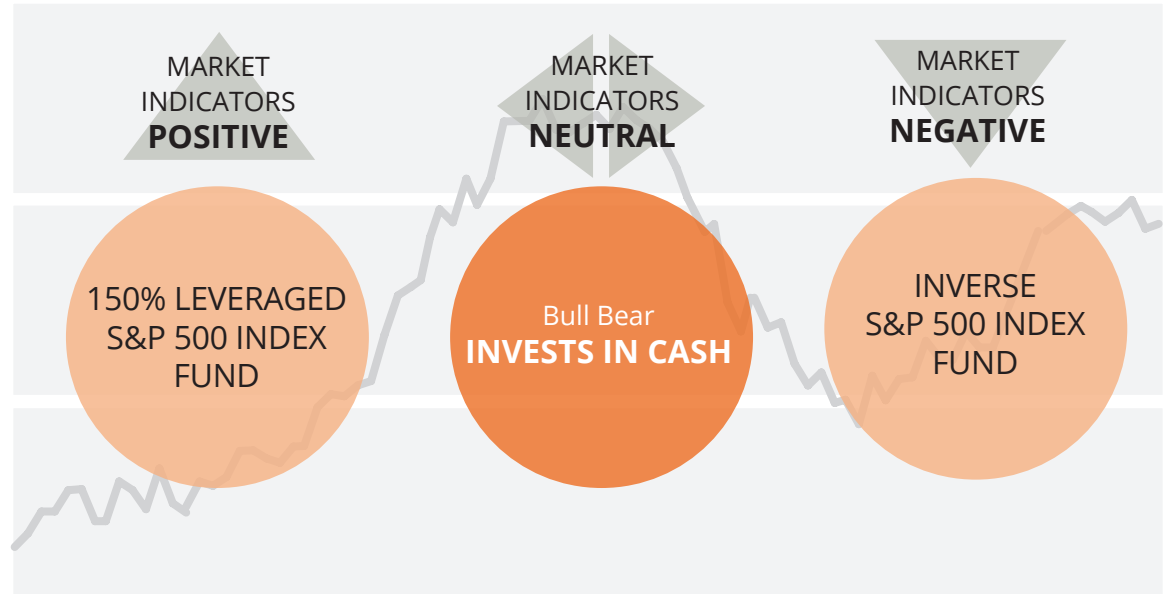 MARKET
INDICATORS
POSITIVE
150% LEVERAGED
S&P 500 INDEX
FUND
MARKET
INDICATORS
NEUTRAL
Bull Bear
INVESTS IN CASH
MARKET
INDICATORS
NEGATIVE
INVERSE
S&P 500 INDEX
FUND